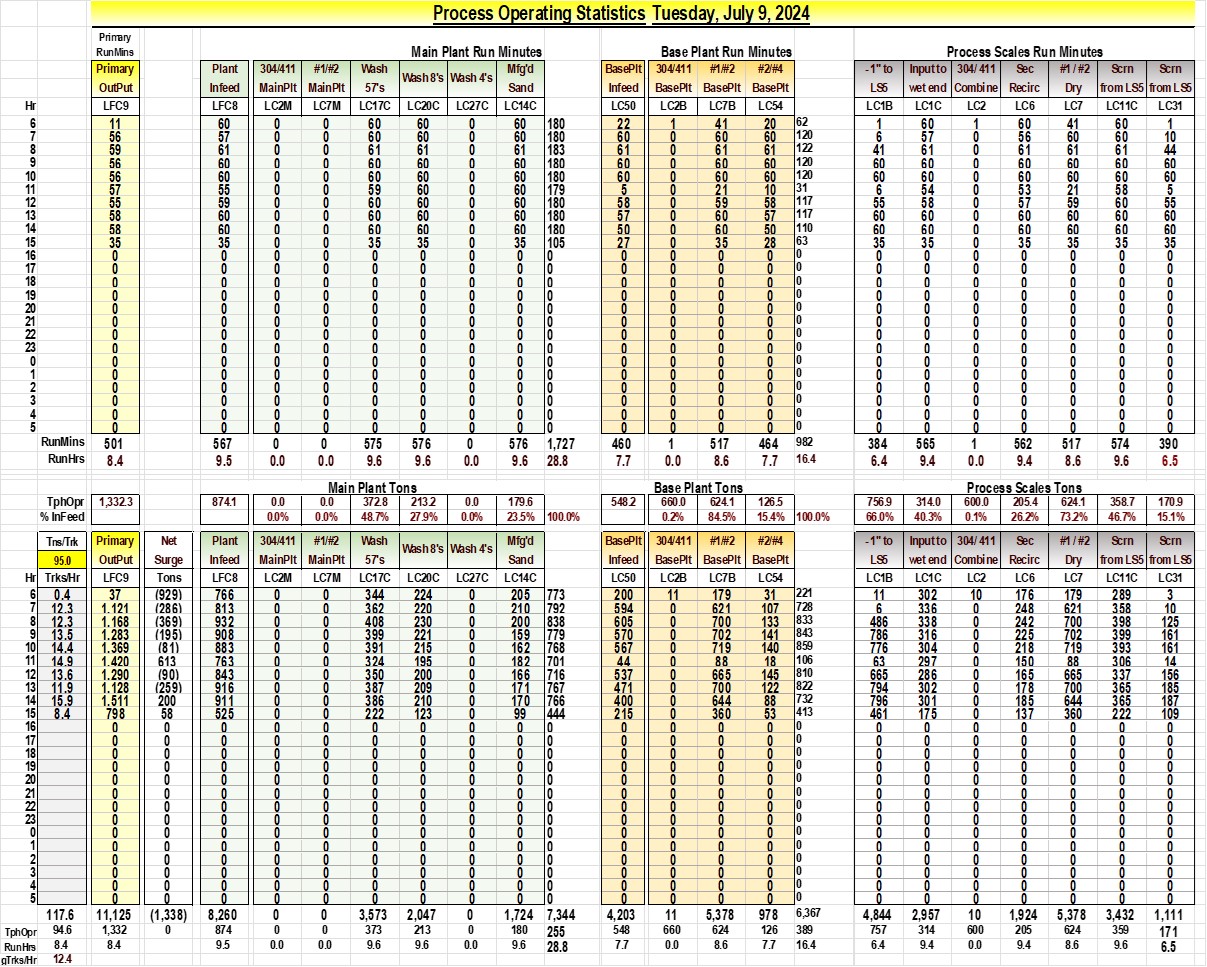 Process Operating Statistics Tuesday, July 9, 2024
Primary
RunMins Main Plant Run Minutes Base Plant Run Minutes Process Scales Run Minutes
Primary Plant 304/411 #1/#2 Wash Wash 8's Wash 4's Mfg'd BasePlt 304/411 #1/#2 #2/#4 -1" to Input to 304/ 411 Sec #1 / #2 Scrn Scrn
OutPut Infeed MainPlt MainPlt 57's Sand Infeed BasePlt BasePlt BasePlt LS5 wet end Combine Recirc Dry from LS5 from LS5
Hr LFC9 LFC8 LC2M LC7M LC17C LC20C LC27C LC14C LC50 LC2B LC7B LC54 LC1B LC1C LC2 LC6 LC7 LC11C LC31
6 11 60 0 0 60 60 0 60 180 22 1 41 20 62 1 60 1 60 41 60 1
7 56 57 0 0 60 60 0 60 180 60 0 60 60 120 6 57 0 56 60 60 10
8 59 61 0 0 61 61 0 61 183 61 0 61 61 122 41 61 0 61 61 61 44
9 56 60 0 0 60 60 0 60 180 60 0 60 60 120 60 60 0 60 60 60 60
10 56 60 0 0 60 60 0 60 180 60 0 60 60 120 60 60 0 60 60 60 60
11 57 55 0 0 59 60 0 60 179 5 0 21 10 31 6 54 0 53 21 58 5
12 55 59 0 0 60 60 0 60 180 58 0 59 58 117 55 58 0 57 59 60 55
13 58 60 0 0 60 60 0 60 180 57 0 60 57 117 60 60 0 60 60 60 60
14 58 60 0 0 60 60 0 60 180 50 0 60 50 110 60 60 0 60 60 60 60
15 35 35 0 0 35 35 0 35 105 27 0 35 28 63 35 35 0 35 35 35 35
16 0 0 0 0 0 0 0 0 0 0 0 0 0 0 0 0 0 0 0 0 0
17 0 0 0 0 0 0 0 0 0 0 0 0 0 0 0 0 0 0 0 0 0
18 0 0 0 0 0 0 0 0 0 0 0 0 0 0 0 0 0 0 0 0 0
19 0 0 0 0 0 0 0 0 0 0 0 0 0 0 0 0 0 0 0 0 0
20 0 0 0 0 0 0 0 0 0 0 0 0 0 0 0 0 0 0 0 0 0
21 0 0 0 0 0 0 0 0 0 0 0 0 0 0 0 0 0 0 0 0 0
22 0 0 0 0 0 0 0 0 0 0 0 0 0 0 0 0 0 0 0 0 0
23 0 0 0 0 0 0 0 0 0 0 0 0 0 0 0 0 0 0 0 0 0
0 0 0 0 0 0 0 0 0 0 0 0 0 0 0 0 0 0 0 0 0 0
1 0 0 0 0 0 0 0 0 0 0 0 0 0 0 0 0 0 0 0 0 0
2 0 0 0 0 0 0 0 0 0 0 0 0 0 0 0 0 0 0 0 0 0
3 0 0 0 0 0 0 0 0 0 0 0 0 0 0 0 0 0 0 0 0 0
4 0 0 0 0 0 0 0 0 0 0 0 0 0 0 0 0 0 0 0 0 0
5 0 0 0 0 0 0 0 0 0 0 0 0 0 0 0 0 0 0 0 0 0
RunMins 501 567 0 0 575 576 0 576 1,727 460 1 517 464 982 384 565 1 562 517 574 390
RunHrs 8.4 9.5 0.0 0.0 9.6 9.6 0.0 9.6 28.8 7.7 0.0 8.6 7.7 16.4 6.4 9.4 0.0 9.4 8.6 9.6 6.5
Main Plant Tons Base Plant Tons Process Scales Tons
TphOpr 1,332.3 874.1 0.0 0.0 372.8 213.2 0.0 179.6 548.2 660.0 624.1 126.5 756.9 314.0 600.0 205.4 624.1 358.7 170.9
% InFeed 0.0% 0.0% 48.7% 27.9% 0.0% 23.5% 100.0% 0.2% 84.5% 15.4% 100.0% 66.0% 40.3% 0.1% 26.2% 73.2% 46.7% 15.1%
Tns/Trk Primary Net Plant 304/411 #1/#2 Wash Wash 8's Wash 4's Mfg'd BasePlt 304/411 #1/#2 #2/#4 -1" to Input to 304/ 411 Sec #1 / #2 Scrn Scrn
95.0 OutPut Surge Infeed MainPlt MainPlt 57's Sand Infeed BasePlt BasePlt BasePlt LS5 wet end Combine Recirc Dry from LS5 from LS5
Hr Trks/Hr LFC9 Tons LFC8 LC2M LC7M LC17C LC20C LC27C LC14C LC50 LC2B LC7B LC54 LC1B LC1C LC2 LC6 LC7 LC11C LC31
6 0.4 37 (929) 766 0 0 344 224 0 205 773 200 11 179 31 221 11 302 10 176 179 289 3
7 12.3 1.121 (286) 813 0 0 362 220 0 210 792 594 0 621 107 728 6 336 0 248 621 358 10
8 12.3 1.168 (369) 932 0 0 408 230 0 200 838 605 0 700 133 833 486 338 0 242 700 398 125
9 13.5 1.283 (195) 908 0 0 399 221 0 159 779 570 0 702 141 843 786 316 0 225 702 399 161
10 14.4 1.369 (81) 883 0 0 391 215 0 162 768 567 0 719 140 859 776 304 0 218 719 393 161
11 14.9 1.420 613 763 0 0 324 195 0 182 701 44 0 88 18 106 63 297 0 150 88 306 14
12 13.6 1.290 (90) 843 0 0 350 200 0 166 716 537 0 665 145 810 665 286 0 165 665 337 156
13 11.9 1.128 (259) 916 0 0 387 209 0 171 767 471 0 700 122 822 794 302 0 178 700 365 185
14 15.9 1.511 200 911 0 0 386 210 0 170 766 400 0 644 88 732 796 301 0 185 644 365 187
15 8.4 798 58 525 0 0 222 123 0 99 444 215 0 360 53 413 461 175 0 137 360 222 109
16 0 0 0 0 0 0 0 0 0 0 0 0 0 0 0 0 0 0 0 0 0 0
17 0 0 0 0 0 0 0 0 0 0 0 0 0 0 0 0 0 0 0 0 0 0
18 0 0 0 0 0 0 0 0 0 0 0 0 0 0 0 0 0 0 0 0 0 0
19 0 0 0 0 0 0 0 0 0 0 0 0 0 0 0 0 0 0 0 0 0 0
20 0 0 0 0 0 0 0 0 0 0 0 0 0 0 0 0 0 0 0 0 0 0
21 0 0 0 0 0 0 0 0 0 0 0 0 0 0 0 0 0 0 0 0 0 0
22 0 0 0 0 0 0 0 0 0 0 0 0 0 0 0 0 0 0 0 0 0 0
23 0 0 0 0 0 0 0 0 0 0 0 0 0 0 0 0 0 0 0 0 0 0
0 0 0 0 0 0 0 0 0 0 0 0 0 0 0 0 0 0 0 0 0 0 0
1 0 0 0 0 0 0 0 0 0 0 0 0 0 0 0 0 0 0 0 0 0 0
2 0 0 0 0 0 0 0 0 0 0 0 0 0 0 0 0 0 0 0 0 0 0
3 0 0 0 0 0 0 0 0 0 0 0 0 0 0 0 0 0 0 0 0 0 0
4 0 0 0 0 0 0 0 0 0 0 0 0 0 0 0 0 0 0 0 0 0 0
5 0 0 0 0 0 0 0 0 0 0 0 0 0 0 0 0 0 0 0 0 0 0
117.6 11,125 (1,338) 8,260 0 0 3,573 2,047 0 1,724 7,344 4,203 11 5,378 978 6,367 4,844 2,957 10 1,924 5,378 3,432 1,111
TphOpr 94.6 1,332 0 874 0 0 373 213 0 180 255 548 660 624 126 389 757 314 600 205 624 359 171
RunHrs 8.4 8.4 9.5 0.0 0.0 9.6 9.6 0.0 9.6 28.8 7.7 0.0 8.6 7.7 16.4 6.4 9.4 0.0 9.4 8.6 9.6 6.5
gTrks/Hr 12.4